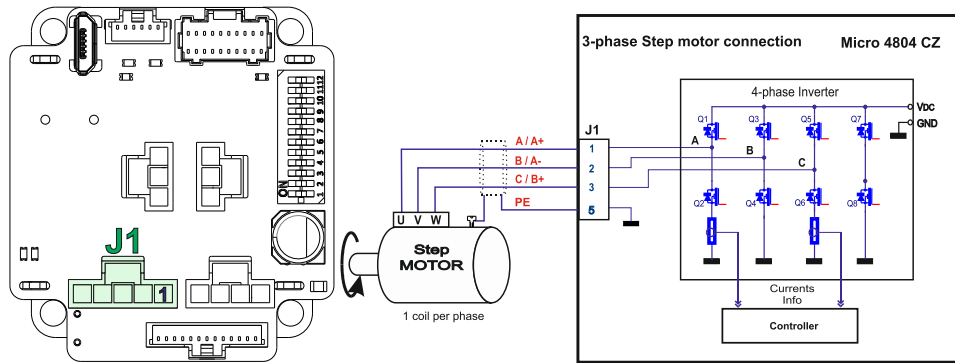 12
11
10
9
8
7
6
5
4
3
2
1
ON
J1
1
A / A+
B / A-
C / B+
PE
U V W
Step
MOTOR
1 coil per phase
3-phase Step motor connection
Micro 4804 CZ
J1
1
2
3
5
4-phase Inverter
VDC
GND
Q1
Q3
Q5
Q7
A
B
C
Q2
Q4
Q6
Q8
Currents
Info
Controller